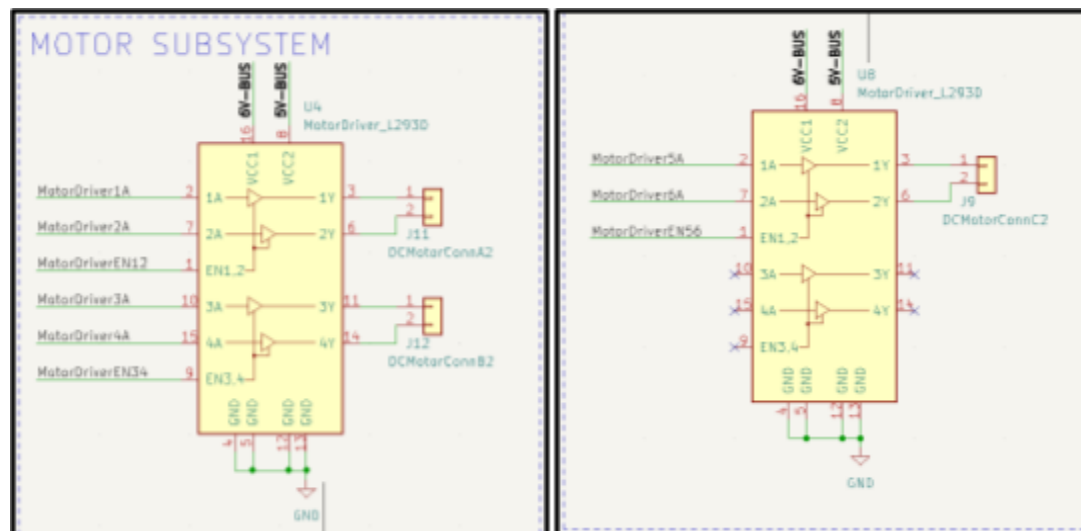 MOTOR SUBSYSTEM
6V-BUS
6V-BUS
U4
MotorDriver_L293D
16
8
VCC1
VCC2
MotorDriver1A
2
1A
1Y
3
1
MotorDriver2A
7
2A
2Y
6
2
J11
DCMotorConnA2
MotorDriverEN12
1
EN1,2
MotorDriver3A
10
3A
3Y
11
1
MotorDriver4A
15
4A
4Y
14
2
J12
DCMotorConnB2
MotorDriverEN34
9
EN3,4
GND
GND
GND
GND
4
5
12
13
GND
6V-BUS
6V-BUS
U8
MotorDriver_L293D
16
8
VCC1
VCC2
MotorDriver5A
2
1A
1Y
3
1
MotorDriver6A
7
2A
2Y
6
2
J9
DCMotorConnC2
MotorDriverEN56
1
EN1,2
10
3A
3Y
11
15
4A
4Y
14
9
EN3,4
GND
GND
GND
GND
4
5
12
13
GND